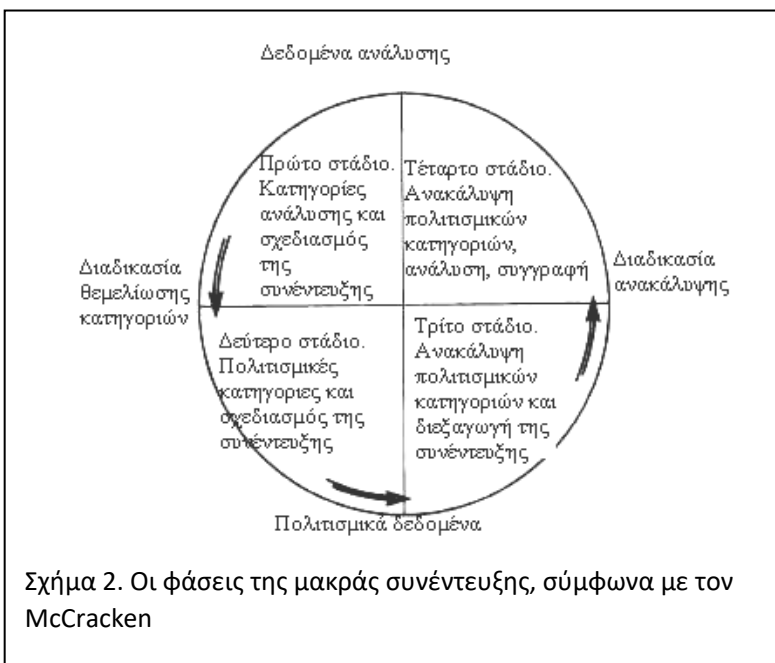 Δεδομένα ανάλυσης
Πρώτο στάδιο.
Κατηγορίες
ανάλυσης και
σχεδιασμός
της
συνέντευξης
Τέταρτο στάδιο.
Ανακάλυψη
πολιτισμικών
κατηγοριών,
ανάλυση, συγγραφή
Διαδικασία
θεμελίωσης
κατηγοριών
Διαδικασία
ανακάλυψης
Δεύτερο στάδιο.
Πολιτισμικές
κατηγοριες και
σχεδιασμός της
συνέντευξης
Τρίτο στάδιο.
Ανακάλυψη
πολιτισμικών
κατηγοριών και
διεξαγωγή της
συνέντευξης
Πολιτισμικά δεδομένα
Σχήμα 2. Οι φάσεις της μακράς συνέντευξης, σύμφωνα με τον
McCracken